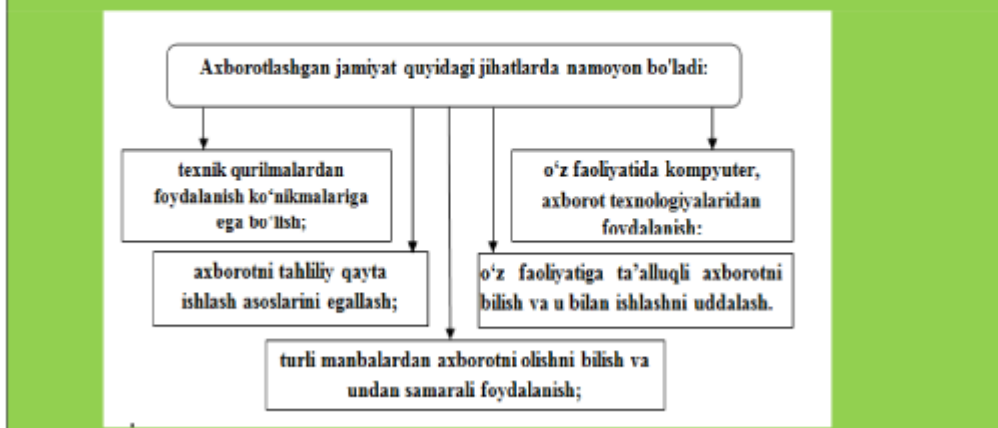 Axborotlashgan jamiyat quyidagi jihatlarda namoyon bo'ladi:
texnik qurilmalardan
foydalanish ko‘nikmalariga
ega bo‘lish;
o‘z faoliyatida kompyuter,
axborot texnologiyalaridan
foydalanish:
axborotni tahliliy qayta
ishlash asoslarini egallash;
o‘z faoliyatiga ta’alluqli axborotni
bilish va u bilan ishlashni uddalash.
turli manbalardan axborotni olishni bilish va
undan samarali foydalanish;